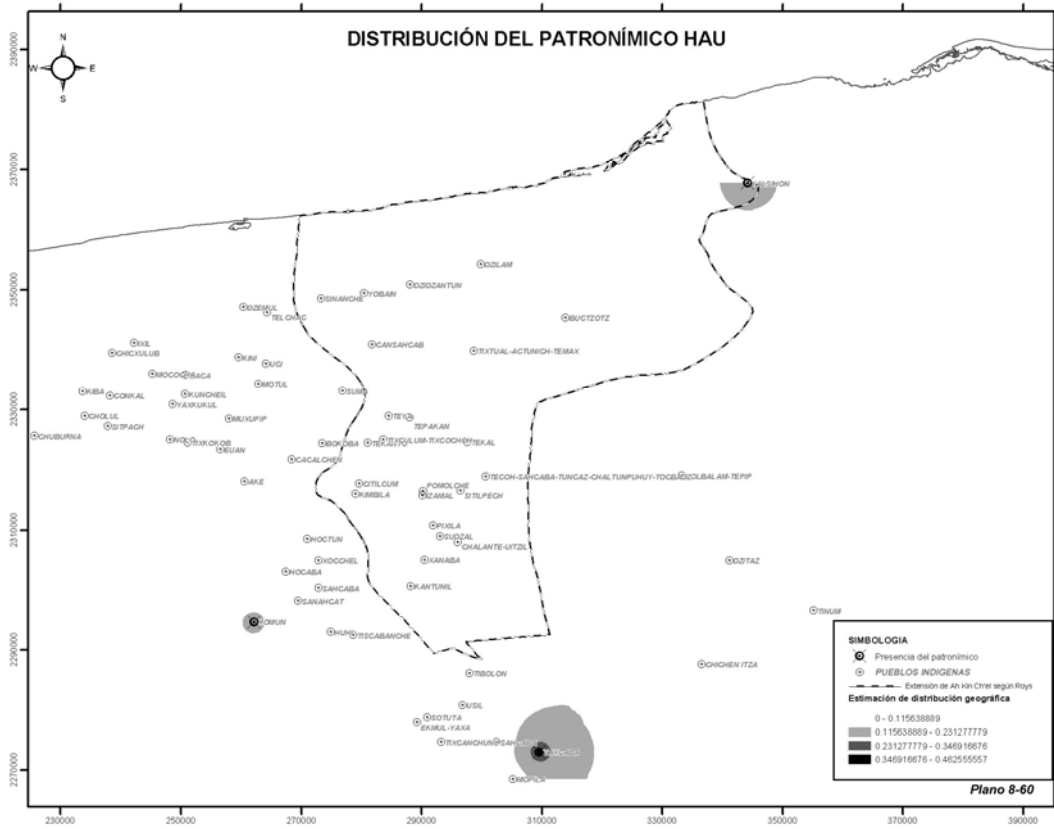 DISTRIBUCIÓN DEL PATRONÍMICO HAU
N
W E
S
2390000
2370000
2350000
2330000
2310000
2290000
2270000
DZILAM
DZIDZANTUN
YOBAIN
SINANCHE
DZEMUL
TELCHAC
BUCTZOTZ
IXIL
CHICXULUB
CANSAHCAB
TIXTUAL-ACTUNICH-TEMAX
KINI
UCI
MOTUL
KIBA
CONKAL
KUNCHEIL
YAXKUKUL
SUMA
CHOLUL
SITPACH
MUXUPIP
TEPAKAN
CHUBURNA
NOLO
TIXKOKOB
EUAN
BOKOBA
TIXCULUM-TIXCOCHOH
TEKAL
CACALCHEN
AKE
CITILCUM
KIMBILA
POMOLCHE
IZAMAL
SITILPECH
PIXILA
SUDZAL
CHALANTE-UITZIL
HOCTUN
XOCCHEL
XANABA
DZITAZ
HOCABA
SAHCABA
KANTUNIL
SANAHCAT
TINUM
HUHI
TISCABANCHE
CHICHEN ITZA
TIBOLON
USIL
SOTUTA
EKMUL-YAXA
MOPILA
SIMBOLOGIA
Presencia del patronímico
PUEBLOS INDIGENAS
Extensión de Ah Kin Ch'el según Roys
Estimación de distribución geográfica
0 - 0.115638889
0.115638889 - 0.231277779
0.231277779 - 0.346916676
0.346916676 - 0.462555557
Plano 8-60
230000 250000 270000 290000 310000 330000 350000 370000 390000